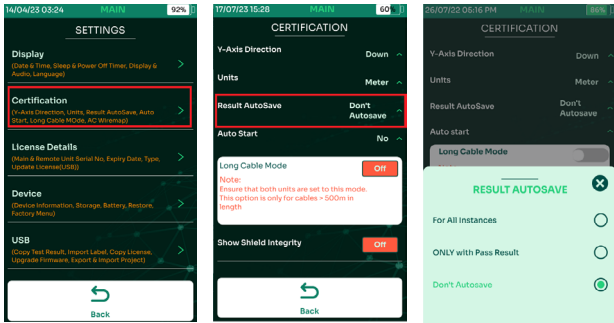 14/04/23 03:24 MAIN 92%
SETTINGS
Display
(Date & Time, Sleep & Power Off Timer, Display &
Audio, Language)
Certification
(Y-Axis Direction, Units, Result AutoSave, Auto
Start, Long Cable MOde, AC Wiremap)
License Details
(Main & Remote Unit Serial No, Expiry Date, Type,
Update License(USB))
Device
(Device Information, Storage, Battery, Restore,
Factory Menu)
USB
(Copy Test Result, Import Label, Copy License,
Upgrade Firmware, Export & Import Project)
Back
17/07/23 15:28 MAIN 60%
CERTIFICATION
Y-Axis Direction
Down
Units
Meter
Result AutoSave
Don't
Autosave
Auto Start
No
Long Cable Mode
Off
Note:
Ensure that both units are set to this mode.
This option is only for cables > 500m in
length
Show Shield Integrity
Off
Back
26/07/22 05:16 PM MAIN 86%
CERTIFICATION
Y-Axis Direction
Down
Units
Meter
Result AutoSave
Don't
Autosave
Auto start
Long Cable Mode
RESULT AUTOSAVE
For All Instances
ONLY with Pass Result
Don't Autosave